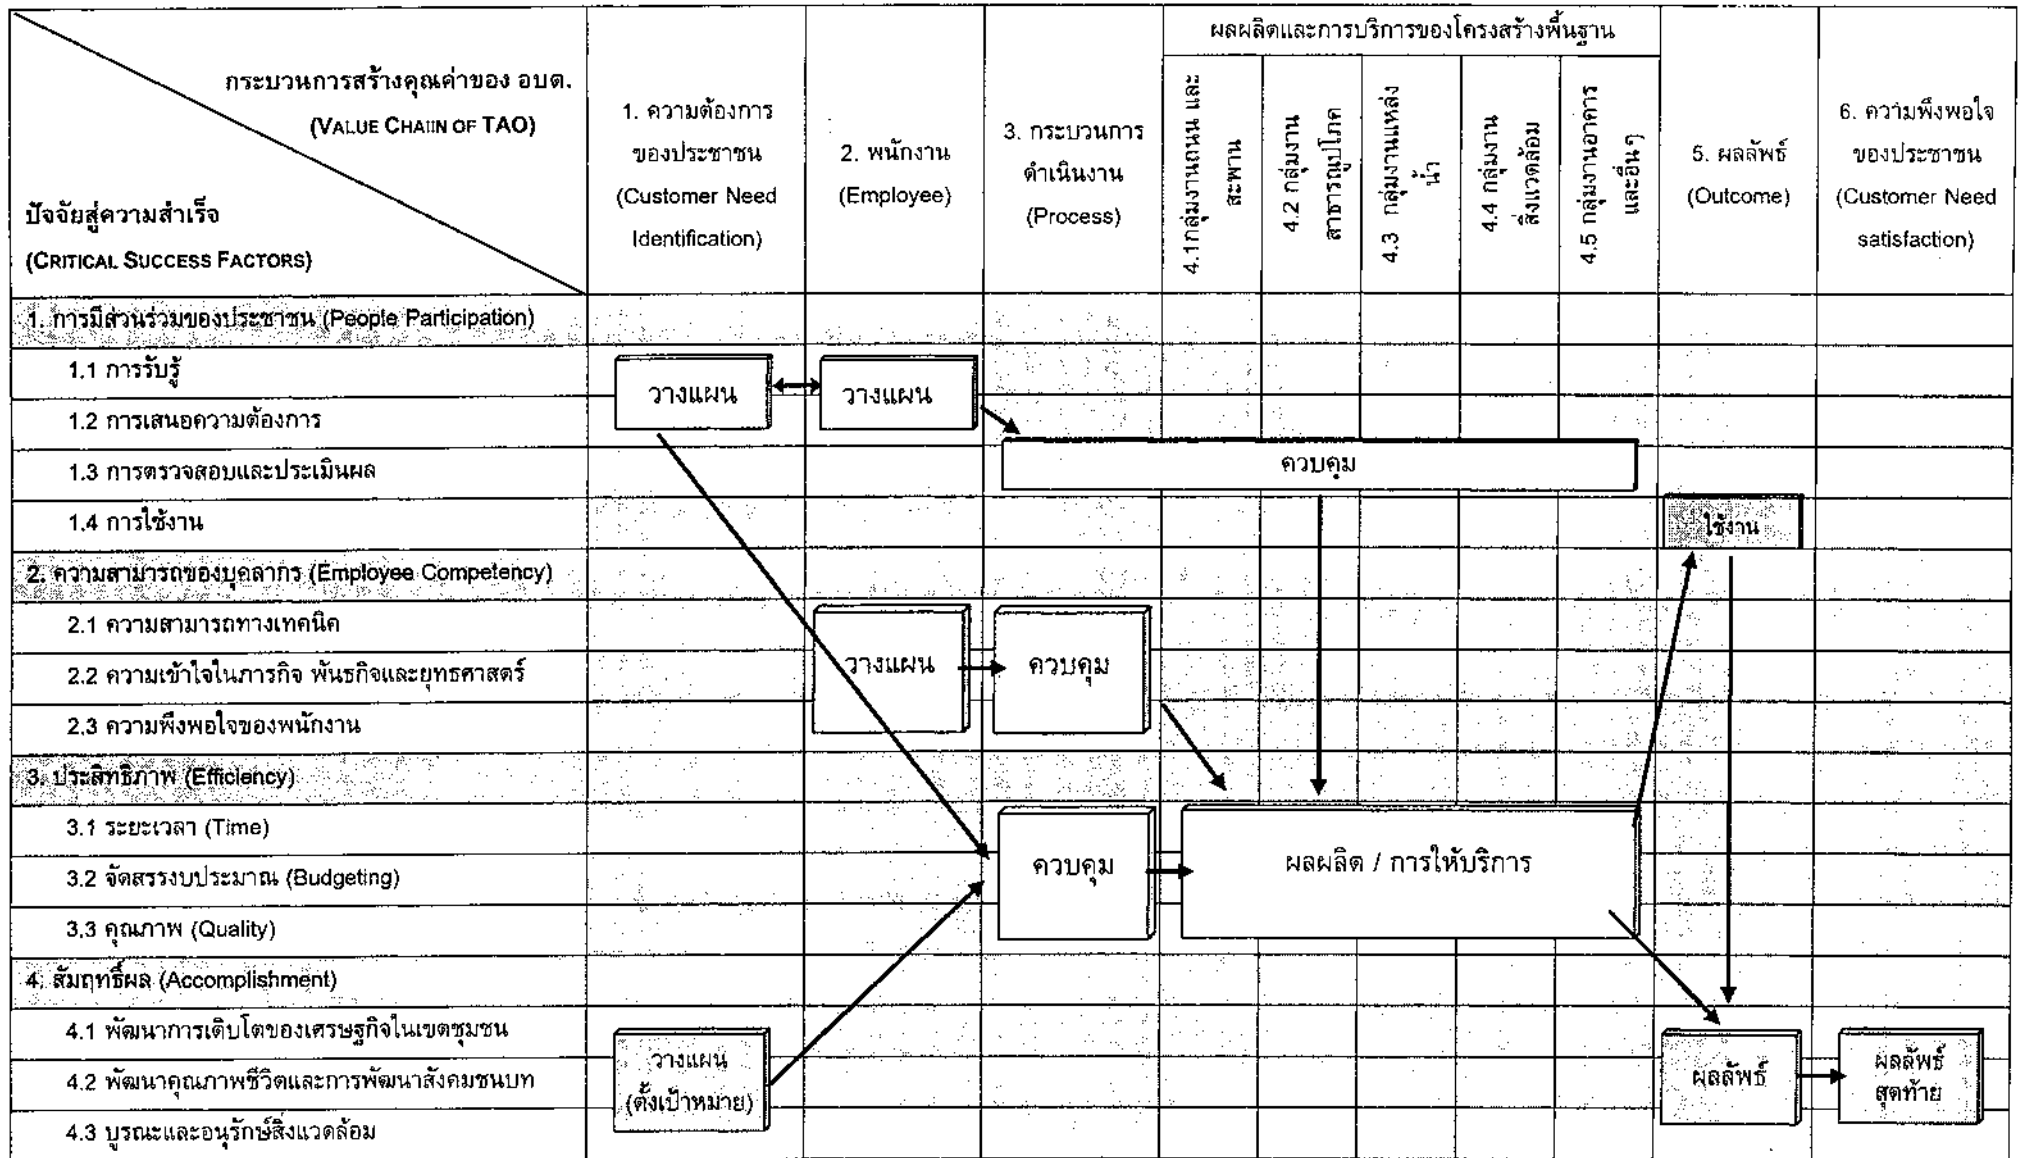 กระบวนการสร้างคุณค่าของ อบต.
(VALUE CHAIIN OF TAO)
ปัจจัยสู่ความสำเร็จ
(CRITICAL SUCCESS FACTORS)
1. ความต้องการ
ของประชาชน
(Customer Need
Identification)
2. พนักงาน
(Employee)
3. กระบวนการ
ดำเนินงาน
(Process)
ผลผลิตและการบริการของโครงสร้างพื้นฐาน
4.1กลุ่มงานถนน และ
สะพาน
4.2 กลุ่มงาน
สาธารณูปโภค
4.3 กลุ่มงานแหล่ง
น้ำ
4.4 กลุ่มงาน
สิ่งแวดล้อม
4.5 กลุ่มงานอาคาร
และอื่นๆ
5. ผลลัพธ์
(Outcome)
6. ความพึงพอใจ
ของประชาชน
(Customer Need
satisfaction)
1. การมีส่วนร่วมของประชาชน (People Participation)
1.1 การรับรู้
วางแผน
วางแผน
1.2 การเสนอความต้องการ
1.3 การตรวจสอบและประเมินผล
ควบคุม
1.4 การใช้งาน
ใช้งาน
2. ความสามารถของบุคลากร (Employee Competency)
2.1 ความสามารถทางเทคนิค
2.2 ความเข้าใจในภารกิจ พันธกิจและยุทธศาสตร์
วางแผน
ควบคุม
2.3 ความพึงพอใจของพนักงาน
3. ประสิทธิภาพ (Efficiency)
3.1 ระยะเวลา (Time)
3.2 จัดสรรงบประมาณ (Budgeting)
ควบคุม
ผลผลิต / การให้บริการ
3.3 คุณภาพ (Quality)
4. สัมฤทธิ์ผล (Accomplishment)
4.1 พัฒนาการเติบโตของเศรษฐกิจในเขตชุมชน
4.2 พัฒนาคุณภาพชีวิตและการพัฒนาสังคมชนบท
วางแผน
(ตั้งเป้าหมาย)
ผลลัพธ์
ผลลัพธ์
สุดท้าย
4.3 บูรณะและอนุรักษ์สิ่งแวดล้อม